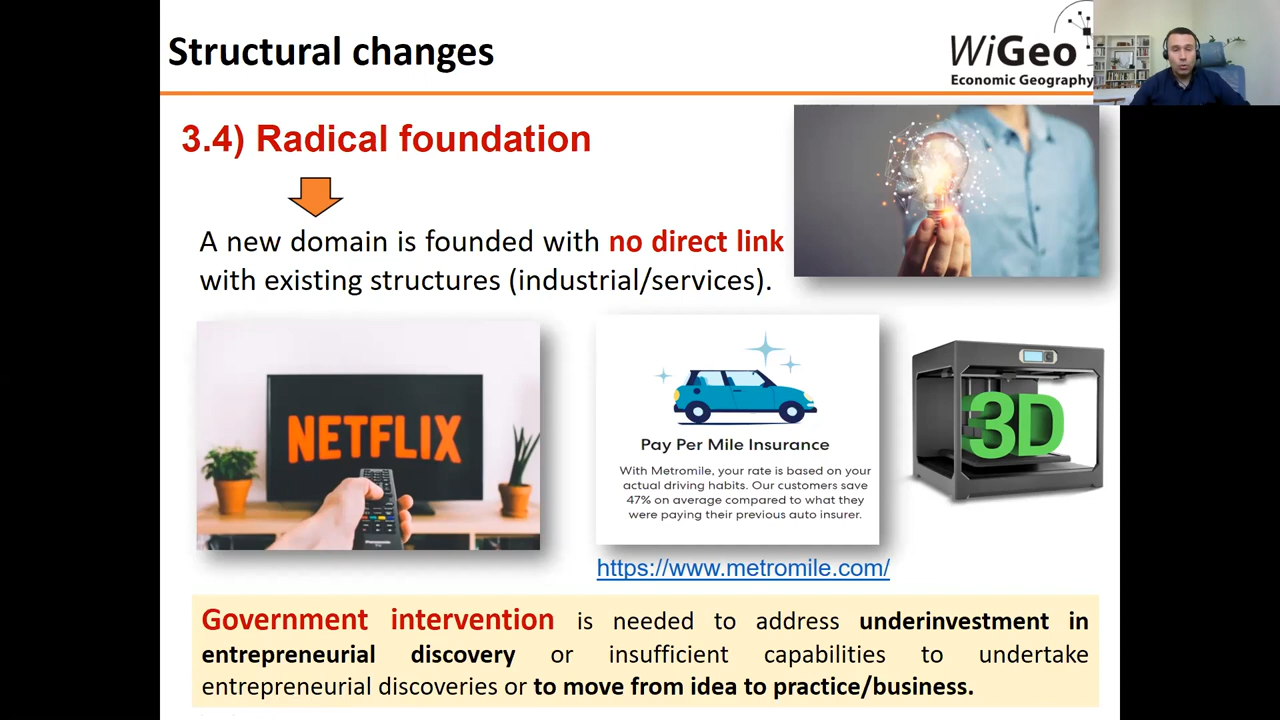 Structural changes
WiGeo
Economic Geography
3.4) Radical foundation
A new domain is founded with no direct link
with existing structures (industrial/services).
NETFLIX
Panasonic
Pay Per Mile Insurance
With Metromile, your rate is based on your
actual driving habits. Our customers save
47% on average compared to what they
were paying their previous auto insurer.
3D
https://www.metromile.com/
Government intervention is needed to address underinvestment in
entrepreneurial discovery or insufficient capabilities to undertake
entrepreneurial discoveries or to move from idea to practice/business.